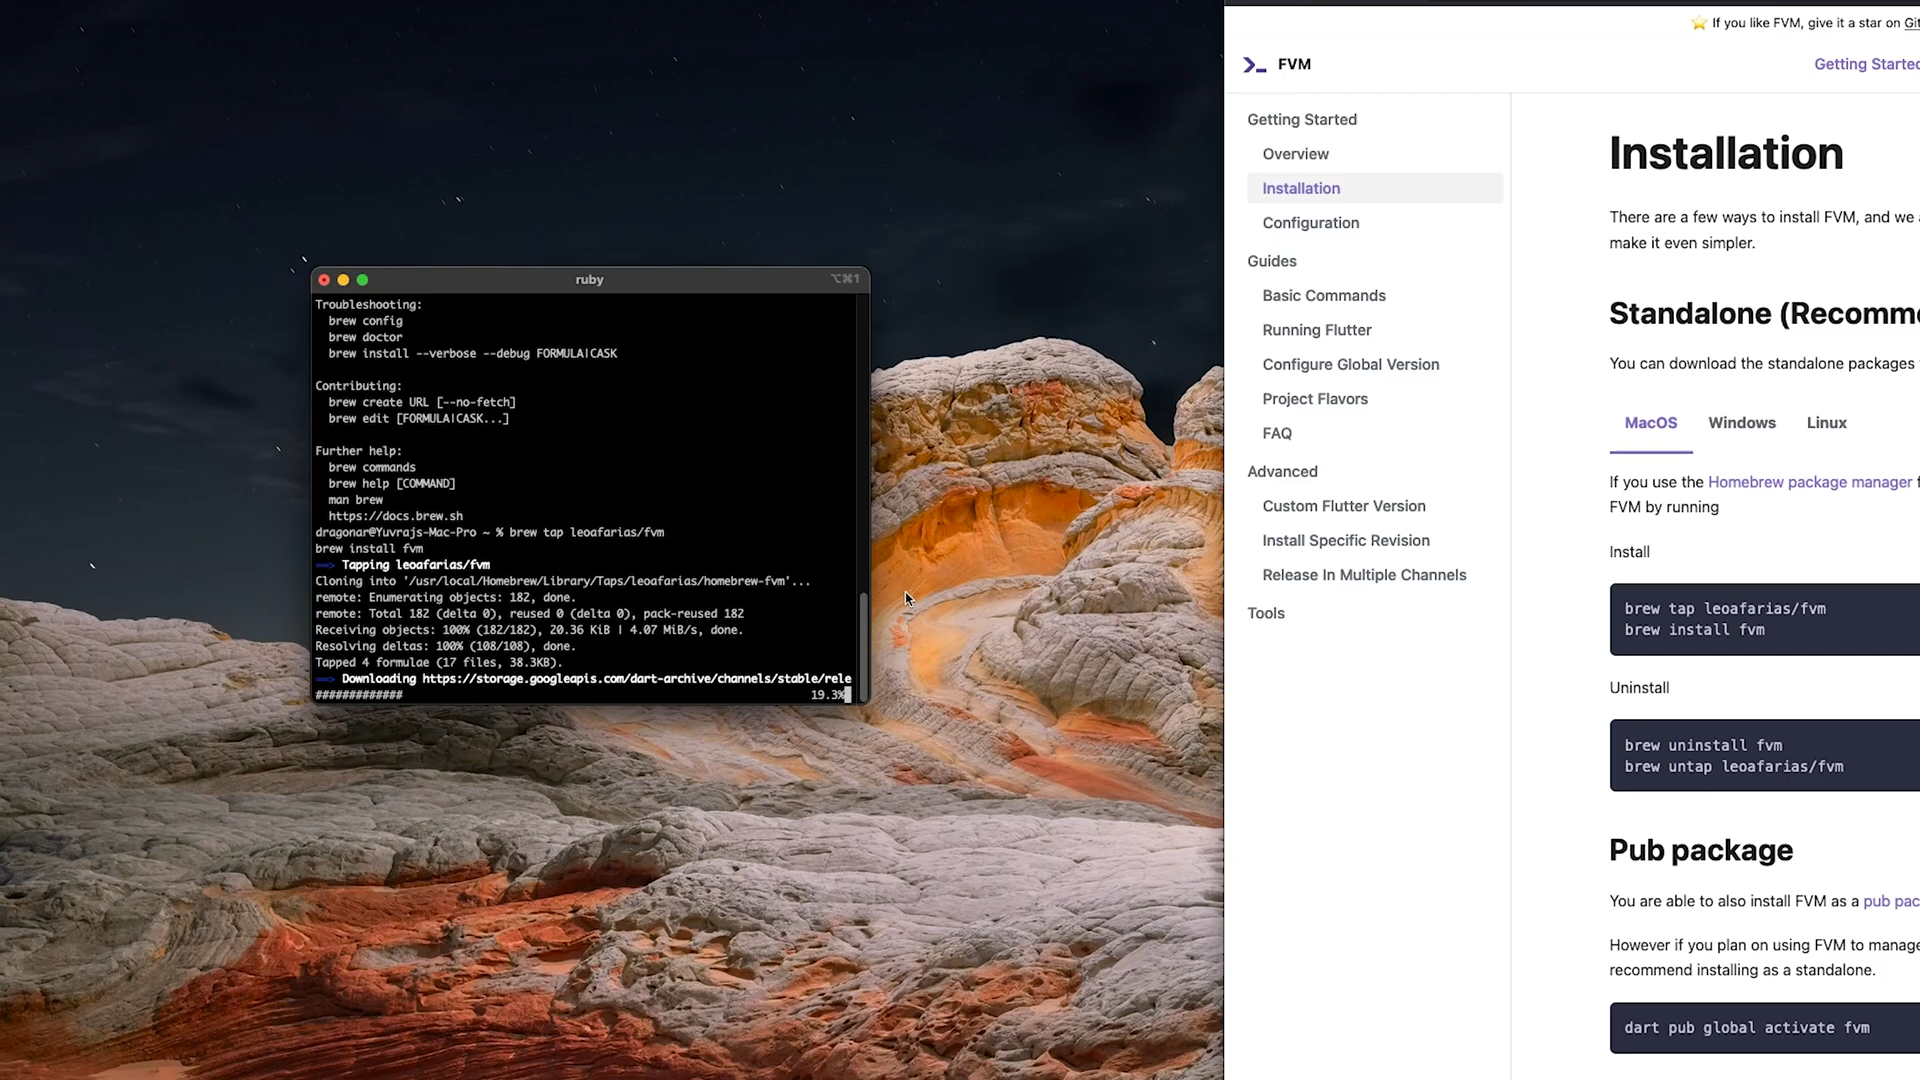 ruby
⌥⌘1
Troubleshooting:
brew config
brew doctor
brew install --verbose --debug FORMULA|CASK
Contributing:
brew create URL [--no-fetch]
brew edit [FORMULA|CASK...]
Further help:
brew commands
brew help [COMMAND]
man brew
https://docs.brew.sh
dragonar@Yuvrajs-Mac-Pro ~ % brew tap leoafarias/fvm
brew install fvm
==> Tapping leoafarias/fvm
Cloning into '/usr/local/Homebrew/Library/Taps/leoafarias/homebrew-fvm'...
remote: Enumerating objects: 182, done.
remote: Total 182 (delta 0), reused 0 (delta 0), pack-reused 182
Receiving objects: 100% (182/182), 20.36 KiB | 4.07 MiB/s, done.
Resolving deltas: 100% (108/108), done.
Tapped 4 formulae (17 files, 38.3KB).
==> Downloading https://storage.googleapis.com/dart-archive/channels/stable/rele
############# 19.3%
⭐ If you like FVM, give it a star on Git
>_ FVM
Getting Started
Getting Started
Overview
Installation
Configuration
Guides
Basic Commands
Running Flutter
Configure Global Version
Project Flavors
FAQ
Advanced
Custom Flutter Version
Install Specific Revision
Release In Multiple Channels
Tools
Installation
There are a few ways to install FVM, and we
make it even simpler.
Standalone (Recomme
You can download the standalone packages
MacOS Windows Linux
If you use the Homebrew package manager
FVM by running
Install
brew tap leoafarias/fvm
brew install fvm
Uninstall
brew uninstall fvm
brew untap leoafarias/fvm
Pub package
You are able to also install FVM as a pub pac
However if you plan on using FVM to manage
recommend installing as a standalone.
dart pub global activate fvm